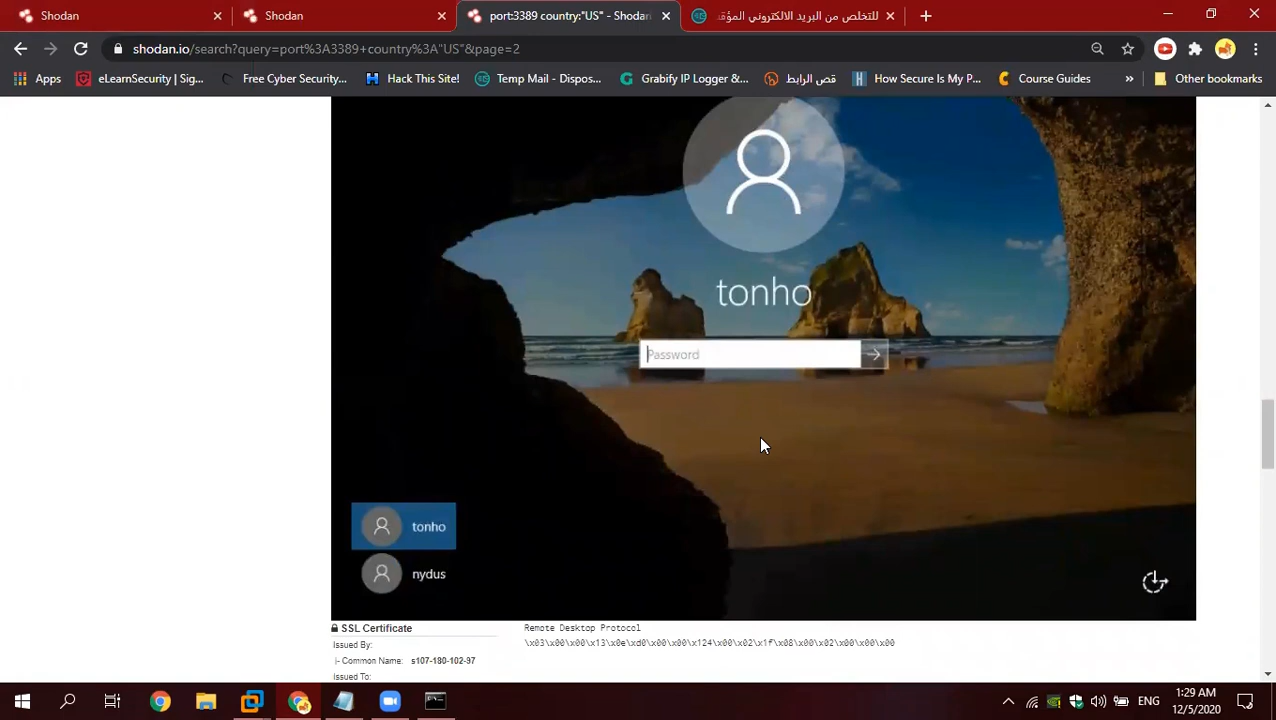 Shodan
Shodan
port:3389 country:"US" - Shodan
للتخلص من البريد الالكتروني المؤقت
shodan.io/search?query=port%3A3389+country%3A"US"&page=2
Apps
eLearnSecurity | Sig...
Free Cyber Security...
Hack This Site!
Temp Mail - Dispos...
Grabify IP Logger &...
قص الرابط
How Secure Is My P...
Course Guides
»
Other bookmarks
tonho
Password
tonho
nydus
SSL Certificate
Issued By:
|- Common Name: s107-180-102-97
Issued To:
Remote Desktop Protocol
\x03\x00\x00\x13\x0e\xd0\x00\x00\x124\x00\x02\x1f\x08\x00\x02\x00\x00\x00
ENG
1:29 AM
12/5/2020